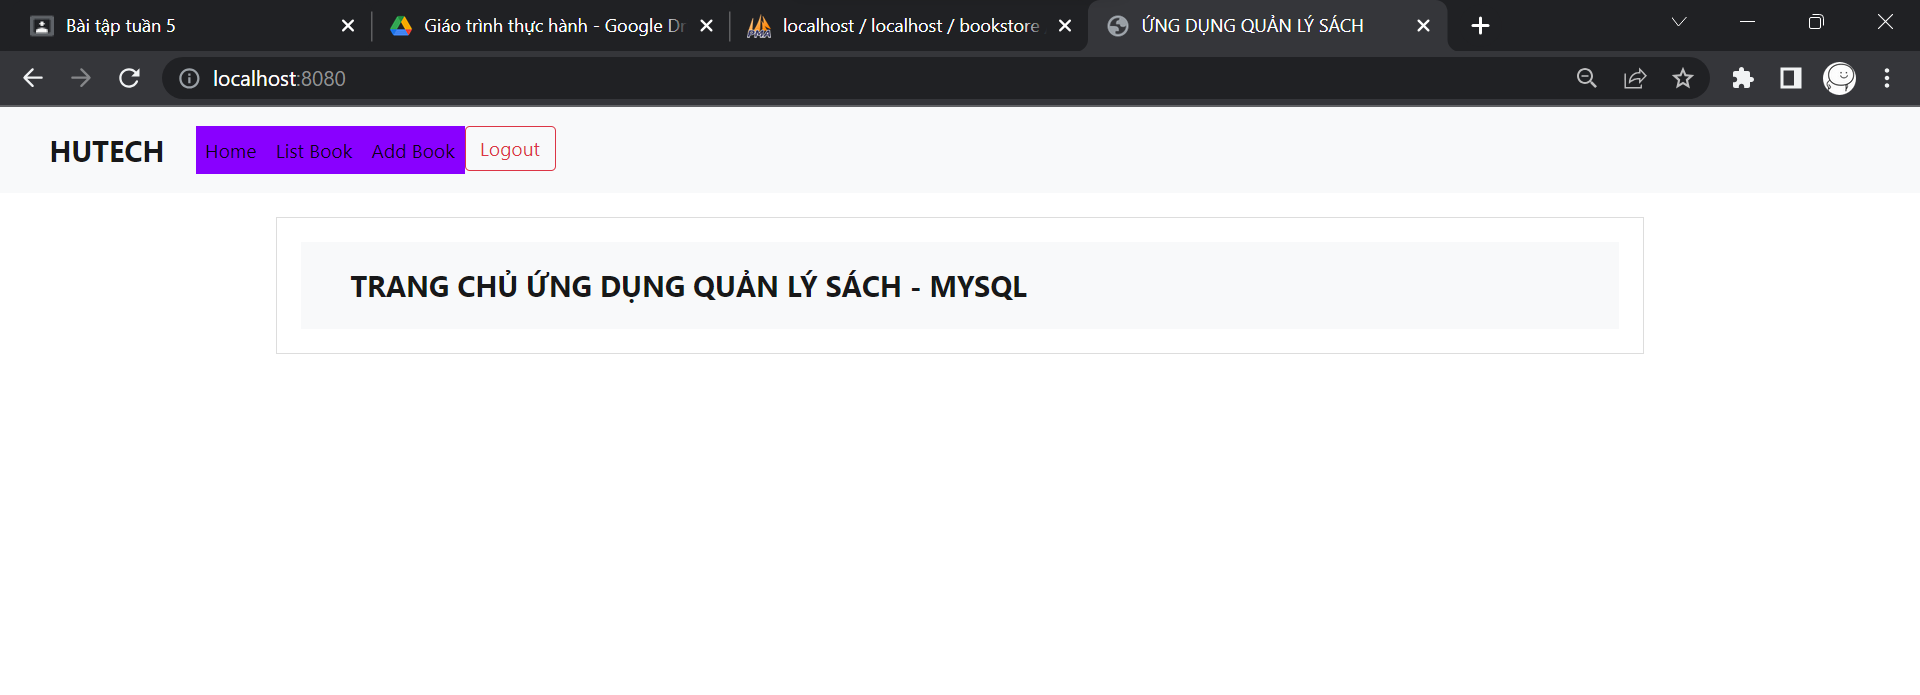 Bài tập tuần 5
Giáo trình thực hành - Google Dr
localhost / localhost / bookstore
ỨNG DỤNG QUẢN LÝ SÁCH
localhost:8080
HUTECH Home List Book Add Book Logout
TRANG CHỦ ỨNG DỤNG QUẢN LÝ SÁCH - MYSQL